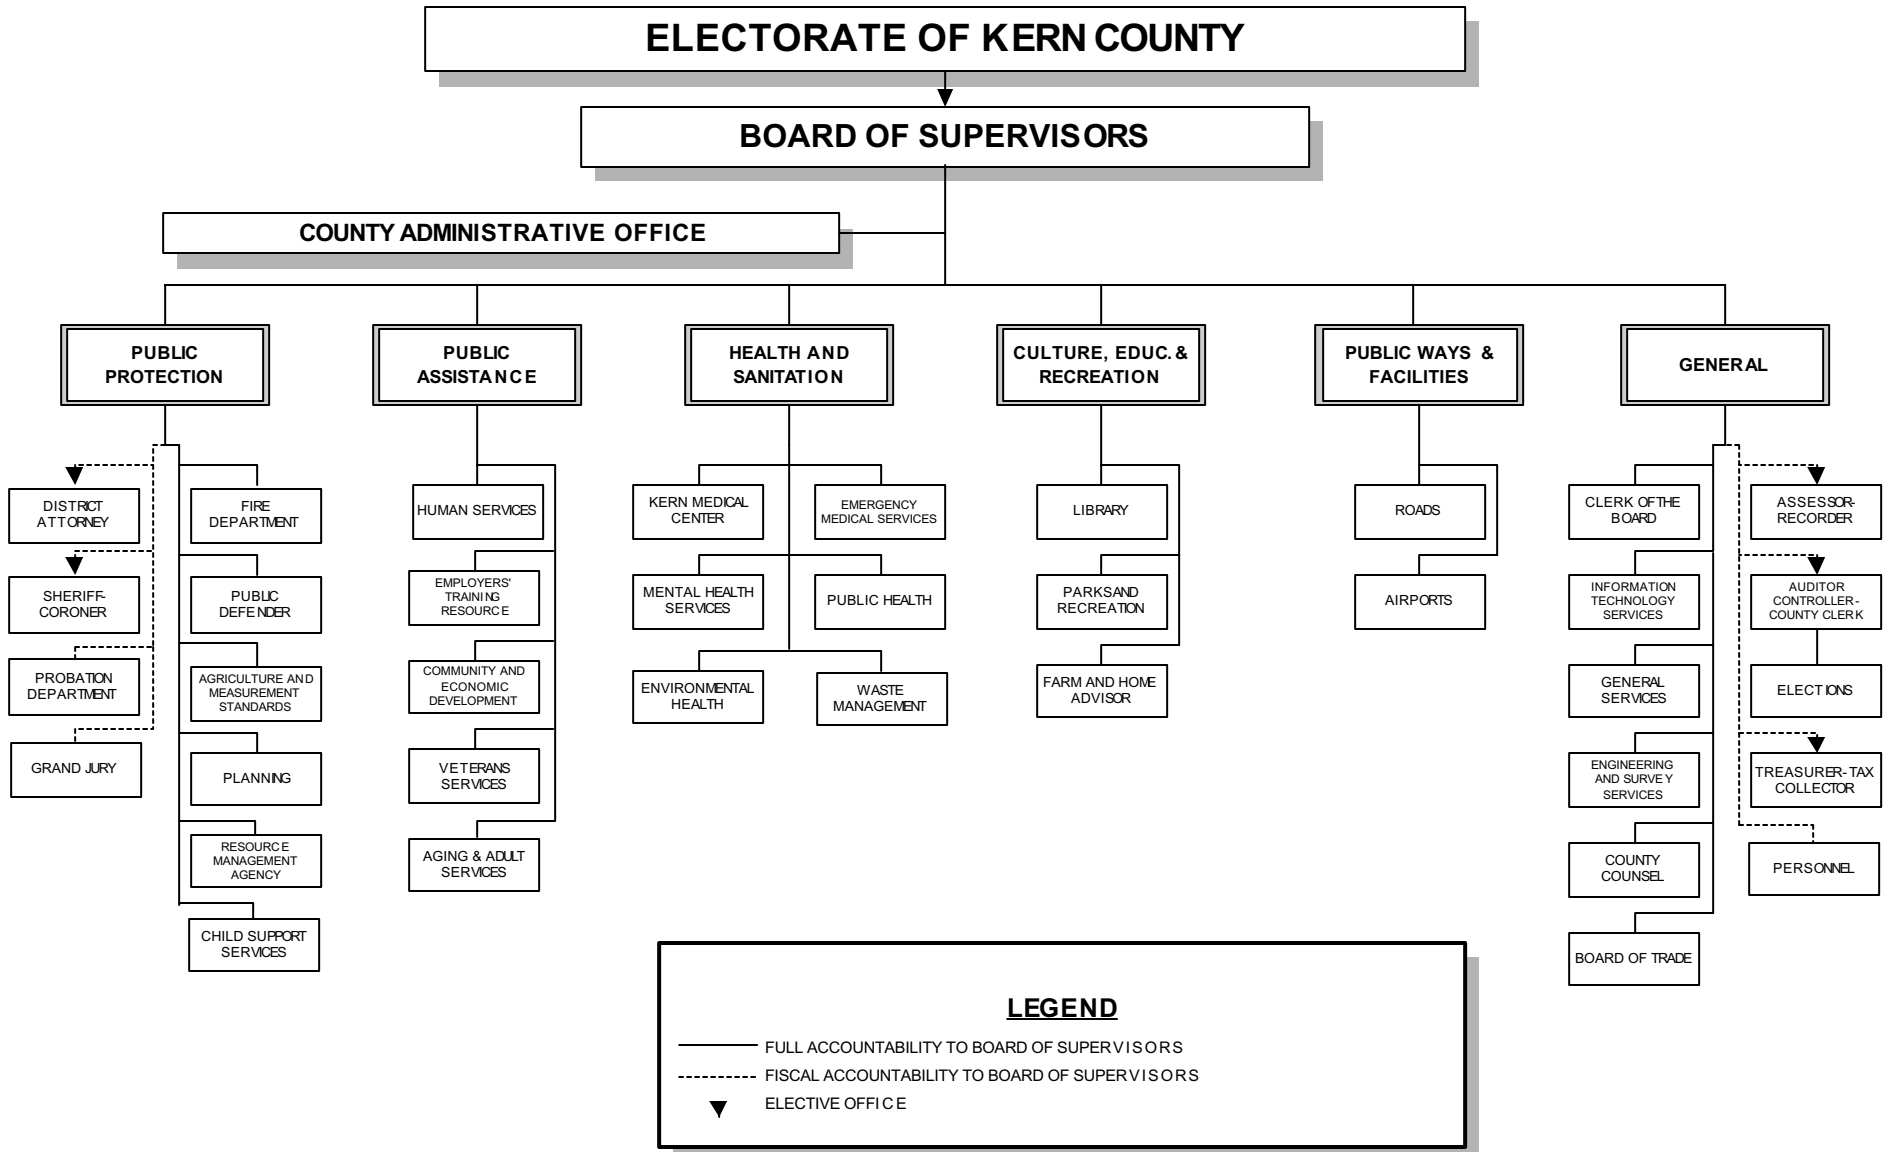 ELECTORATE OF KERN COUNTY
BOARD OF SUPERVISORS
COUNTY ADMINISTRATIVE OFFICE
PUBLIC
PROTECTION
PUBLIC
ASSISTANCE
HEALTH AND
SANITATION
CULTURE, EDUC. &
RECREATION
PUBLIC WAYS &
FACILITIES
GENERAL
DISTRICT
ATTORNEY
SHERIFF-
CORONER
PROBATION
DEPARTMENT
GRAND JURY
FIRE
DEPARTMENT
PUBLIC
DEFENDER
AGRICULTURE AND
MEASUREMENT
STANDARDS
PLANNING
RESOURCE
MANAGEMENT
AGENCY
CHILD SUPPORT
SERVICES
HUMAN SERVICES
EMPLOYERS'
TRAINING
RESOURCE
COMMUNITY AND
ECONOMIC
DEVELOPMENT
VETERANS
SERVICES
AGING & ADULT
SERVICES
KERN MEDICAL
CENTER
EMERGENCY
MEDICAL SERVICES
MENTAL HEALTH
SERVICES
PUBLIC HEALTH
ENVIRONMENTAL
HEALTH
WASTE
MANAGEMENT
LIBRARY
PARKS AND
RECREATION
FARM AND HOME
ADVISOR
ROADS
AIRPORTS
CLERK OF THE
BOARD
INFORMATION
TECHNOLOGY
SERVICES
GENERAL
SERVICES
ENGINEERING
AND SURVEY
SERVICES
COUNTY
COUNSEL
BOARD OF TRADE
ASSESSOR-
RECORDER
AUDITOR
CONTROLLER-
COUNTY CLERK
ELECTIONS
TREASURER-TAX
COLLECTOR
PERSONNEL
LEGEND
FULL ACCOUNTABILITY TO BOARD OF SUPERVISORS
FISCAL ACCOUNTABILITY TO BOARD OF SUPERVISORS
ELECTIVE OFFICE